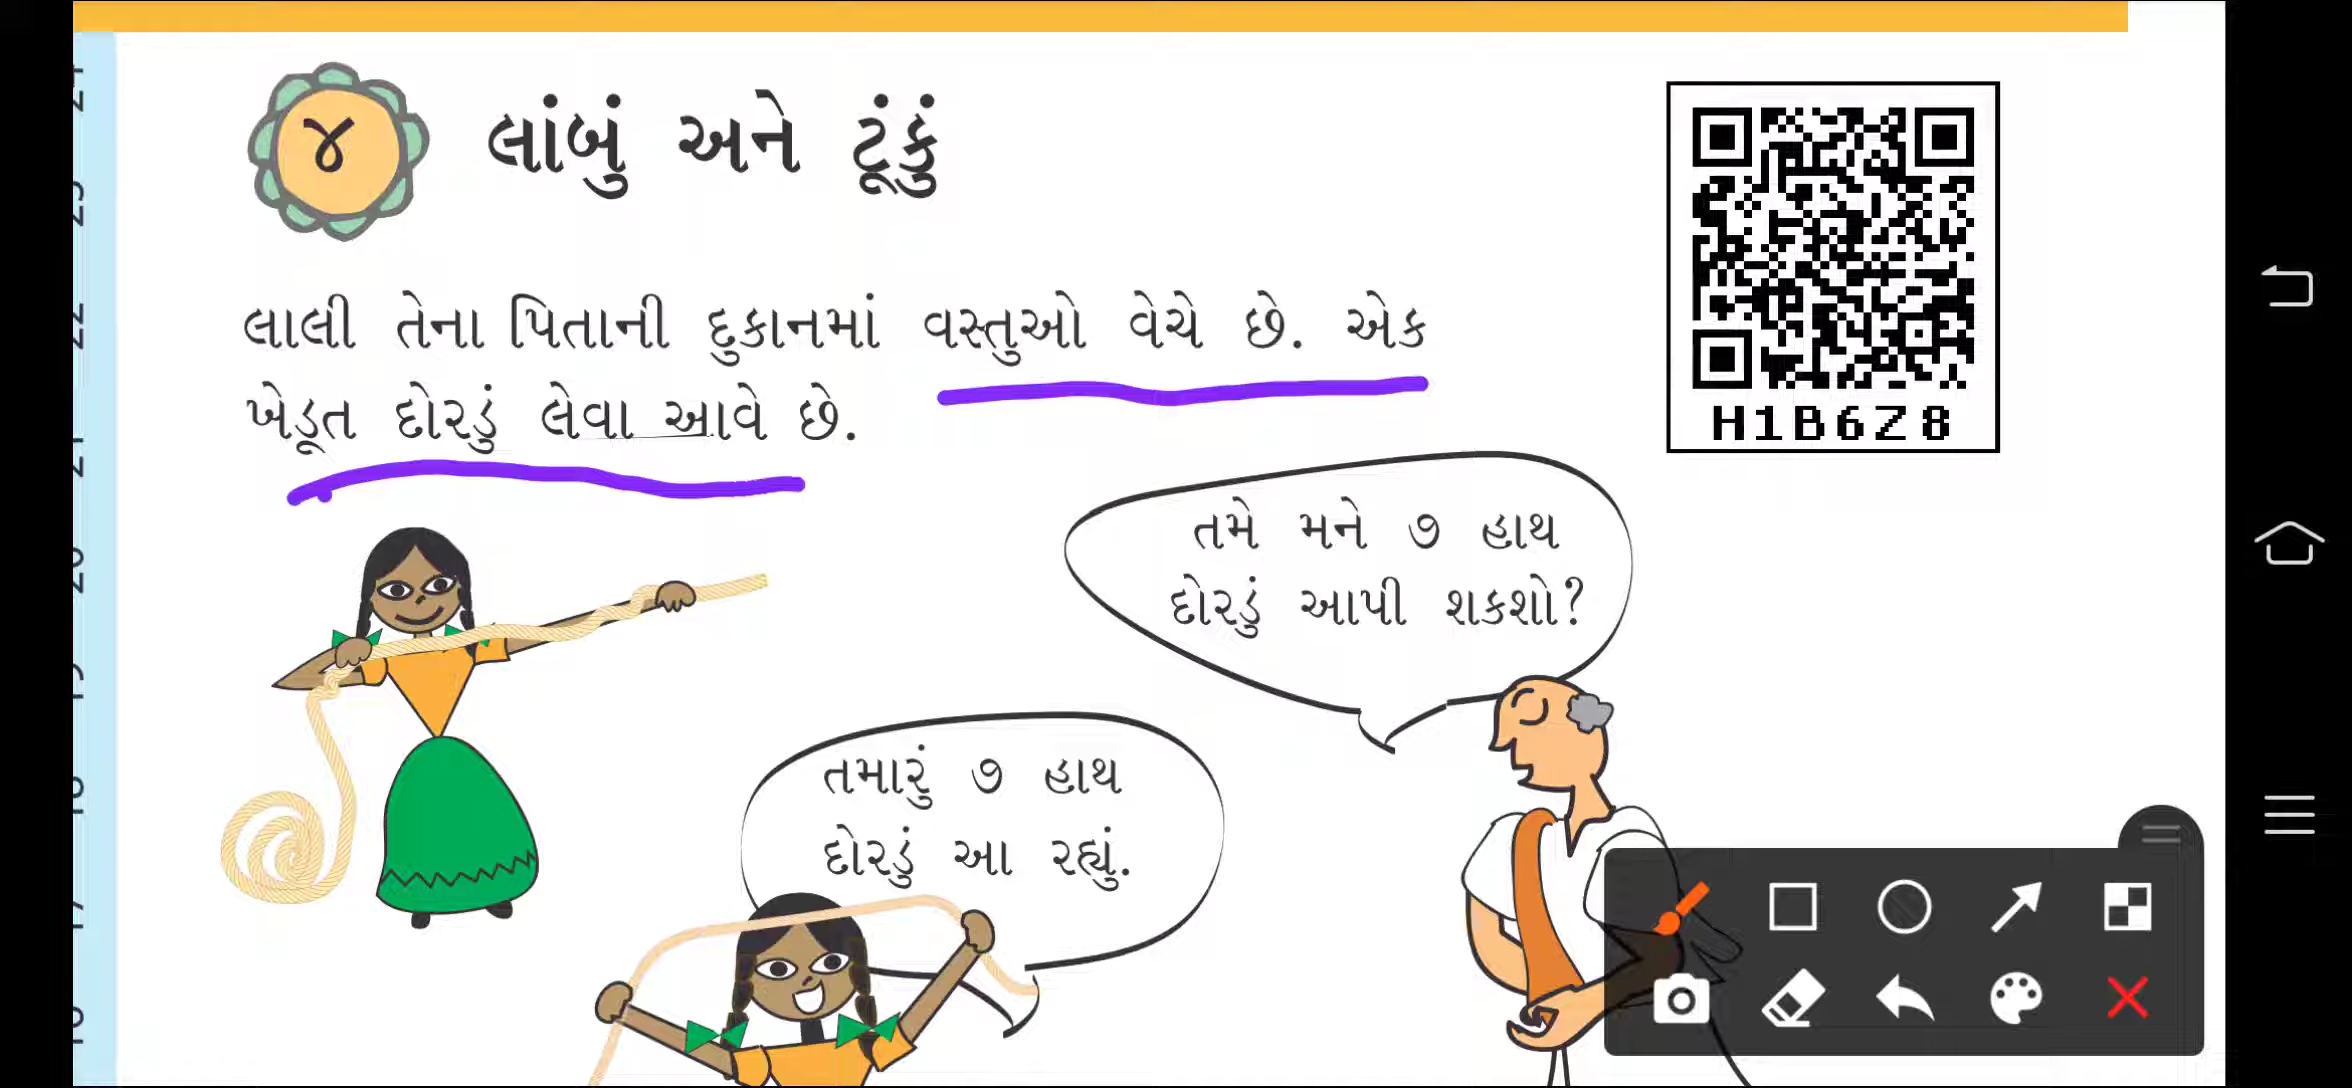 ૪
લાંબું અને ટૂંકું
H1B6Z8
લાલી તેના પિતાની દુકાનમાં વસ્તુઓ વેચે છે. એક
ખેડૂત દોરડું લેવા આવે છે.
તમે મને ૭ હાથ
દોરડું આપી શકશો?
તમારું ૭ હાથ
દોરડું આ રહ્યું.